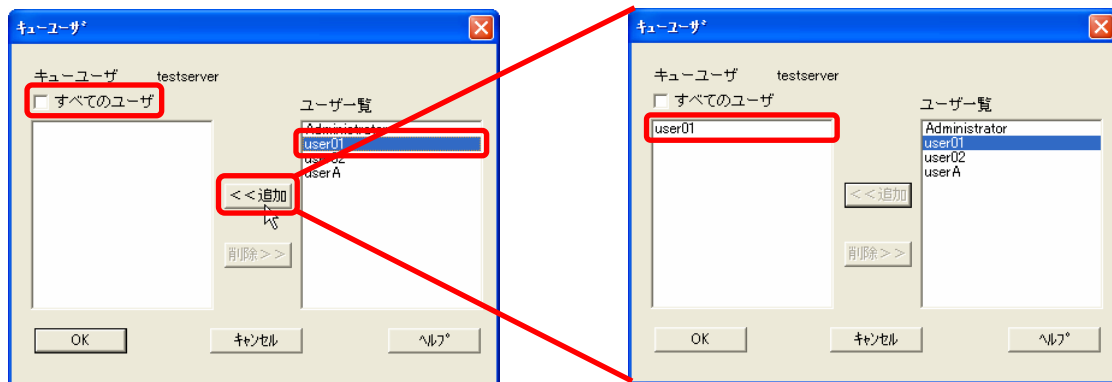 キューユーザ
キューユーザ testserver
すべてのユーザ
ユーザ一覧
Administrator
user01
user02
userA
<<追加
削除>>
OK
キャンセル
ヘルプ
キューユーザ
キューユーザ testserver
すべてのユーザ
ユーザ一覧
user01
Administrator
user01
user02
userA
<<追加
削除>>
OK
キャンセル
ヘルプ